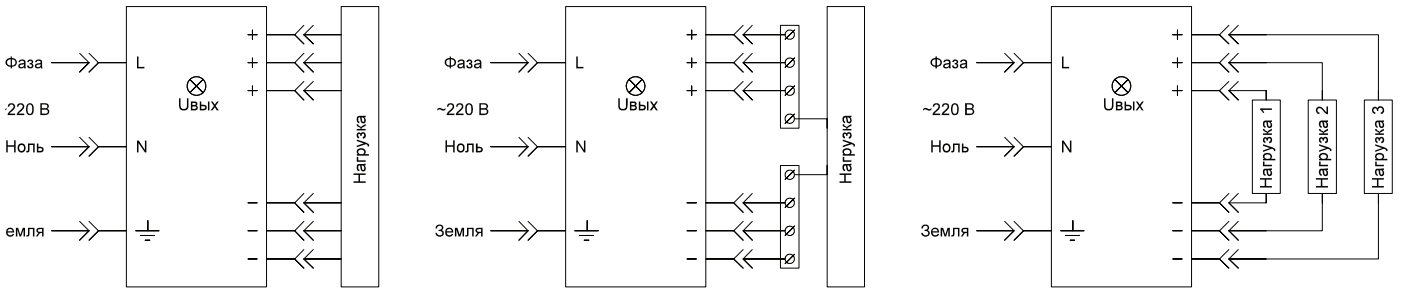 Фаза
L
+
+
+
Uвых
220 В
Ноль
N
Нагрузка
емля
−
−
−
Фаза
L
+
+
+
Uвых
~220 В
Ноль
N
Нагрузка
Земля
−
−
−
Фаза
L
+
+
+
Uвых
~220 В
Ноль
N
Нагрузка 1
Нагрузка 2
Нагрузка 3
Земля
−
−
−